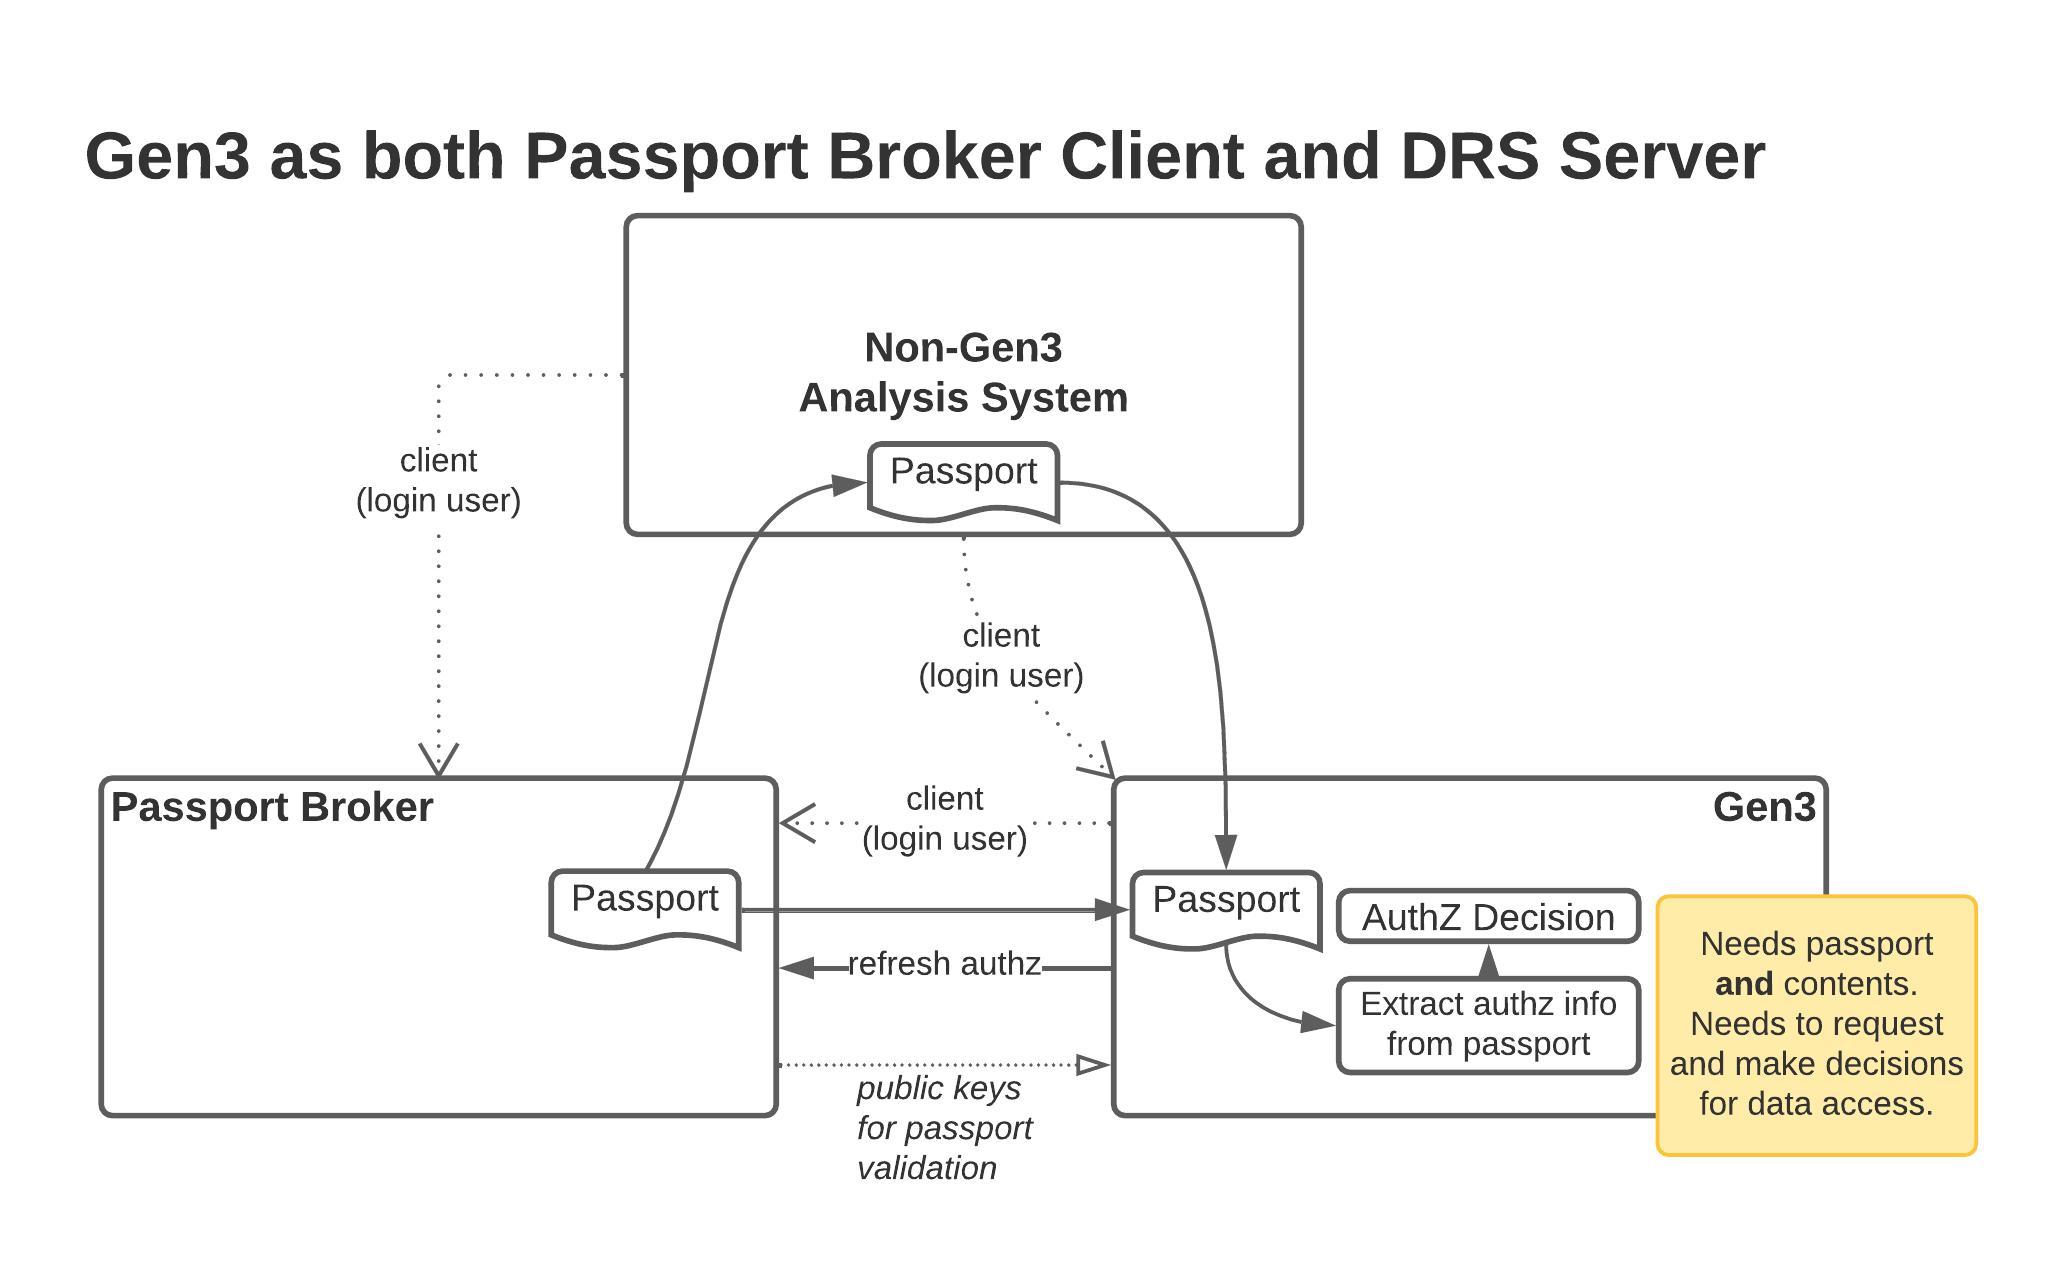 Gen3 as both Passport Broker Client and DRS Server
Non-Gen3
Analysis System
Passport
client
(login user)
client
(login user)
Passport Broker
client
(login user)
Gen3
Passport
Passport
AuthZ Decision
refresh authz
Extract authz info
from passport
Needs passport
and contents.
Needs to request
and make decisions
for data access.
public keys
for passport
validation